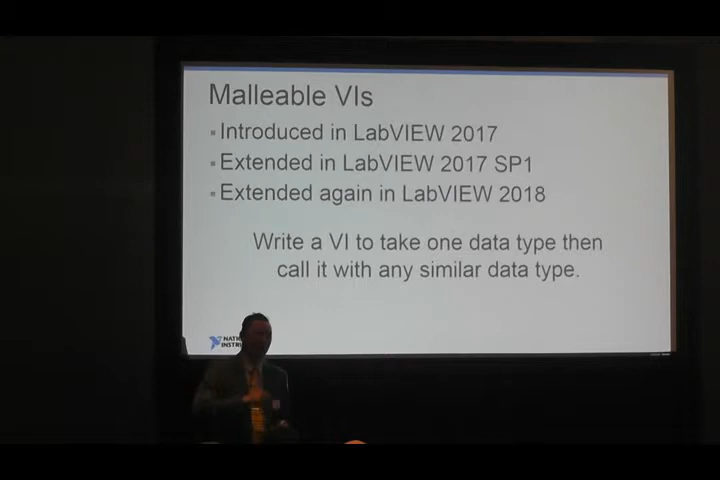 Malleable VIs
▪ Introduced in LabVIEW 2017
▪ Extended in LabVIEW 2017 SP1
▪ Extended again in LabVIEW 2018
Write a VI to take one data type then
call it with any similar data type.